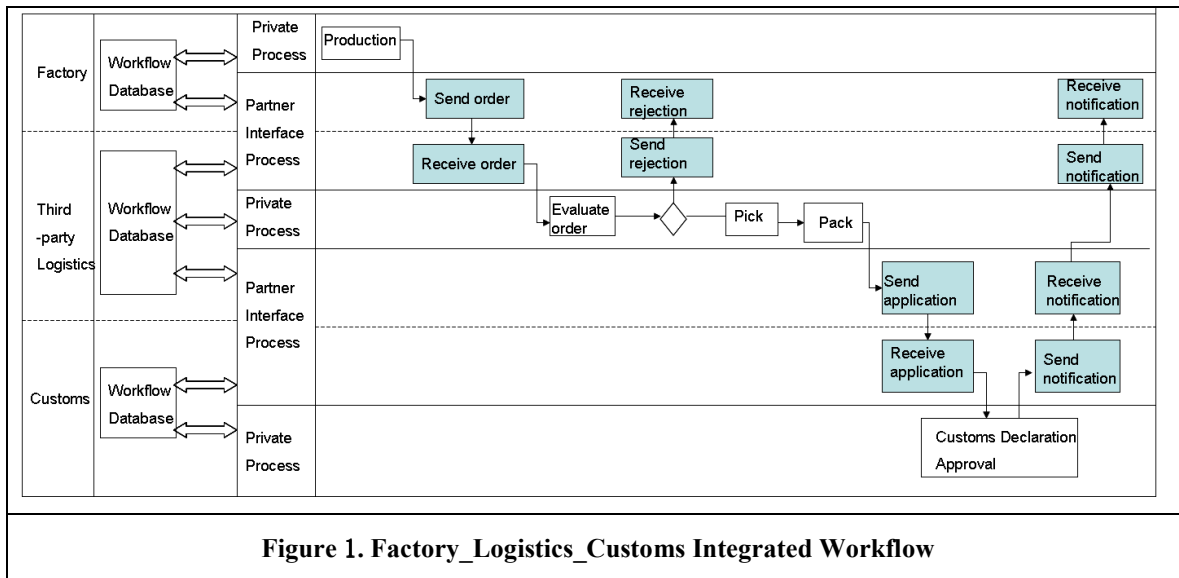 Factory
Workflow
Database
Private
Process
Production
Partner
Interface
Process
Send order
Receive
rejection
Receive
notification
Third
-party
Logistics
Workflow
Database
Receive order
Send
rejection
Send
notification
Private
Process
Evaluate
order
Pick
Pack
Partner
Interface
Process
Send
application
Receive
notification
Customs
Workflow
Database
Receive
application
Send
notification
Private
Process
Customs Declaration
Approval
Figure 1. Factory_Logistics_Customs Integrated Workflow